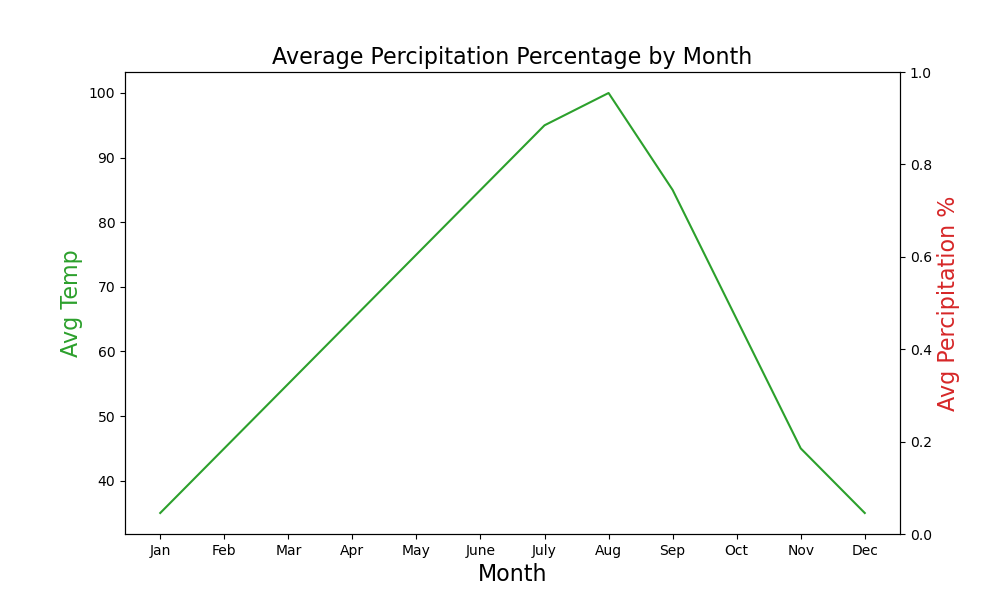 Average Percipitation Percentage by Month
100
90
80
70
60
50
40
Avg Temp
1.0
0.8
0.6
0.4
0.2
0.0
Avg Percipitation %
Jan Feb Mar Apr May June July Aug Sep Oct Nov Dec
Month